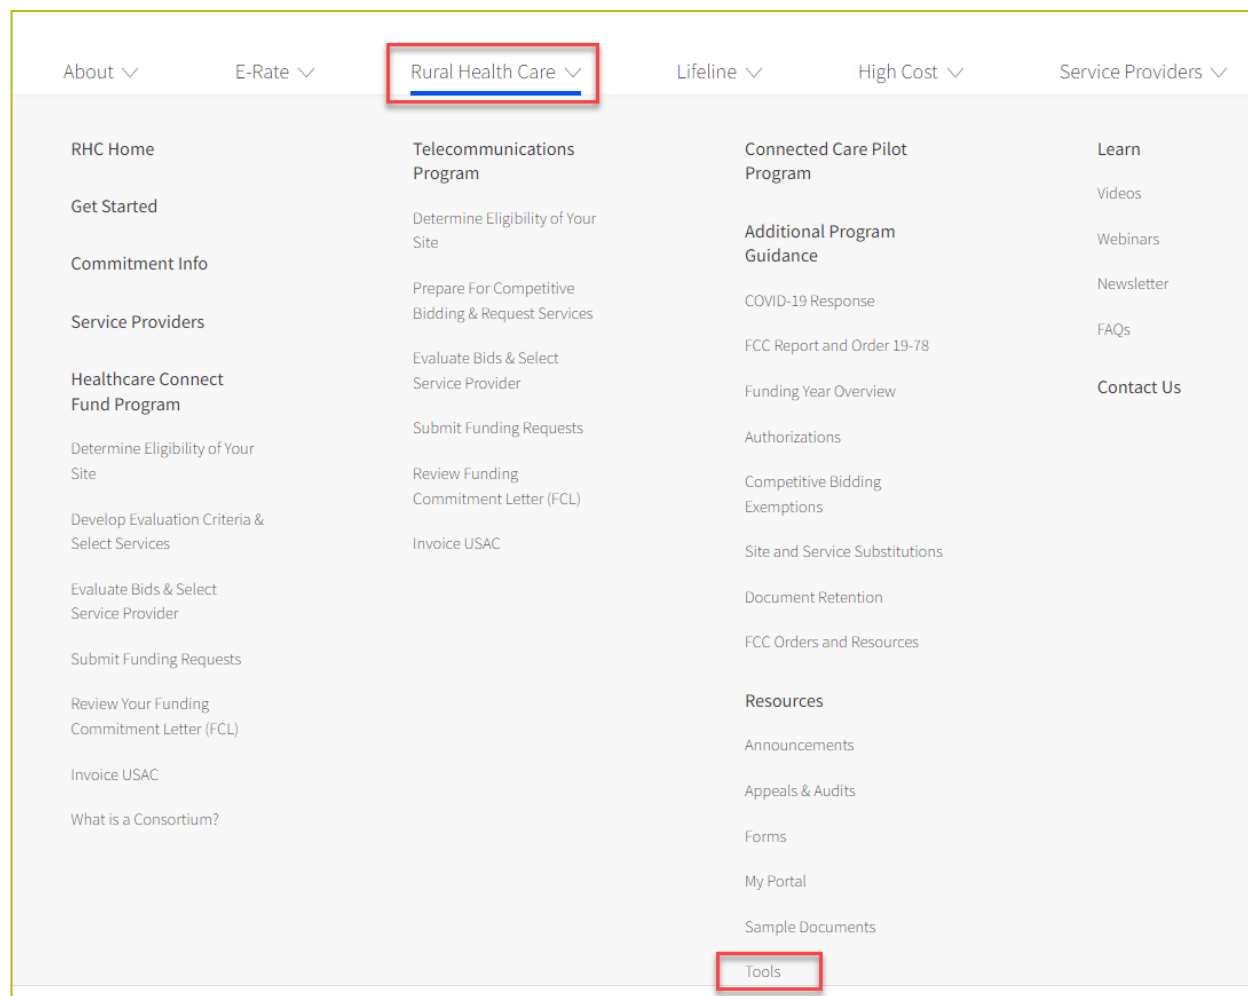 About
E-Rate
Rural Health Care
Lifeline
High Cost
Service Providers
RHC Home
Get Started
Commitment Info
Service Providers
Healthcare Connect
Fund Program
Determine Eligibility of Your
Site
Develop Evaluation Criteria &
Select Services
Evaluate Bids & Select
Service Provider
Submit Funding Requests
Review Your Funding
Commitment Letter (FCL)
Invoice USAC
What is a Consortium?
Telecommunications
Program
Determine Eligibility of Your
Site
Prepare For Competitive
Bidding & Request Services
Evaluate Bids & Select
Service Provider
Submit Funding Requests
Review Funding
Commitment Letter (FCL)
Invoice USAC
Connected Care Pilot
Program
Additional Program
Guidance
COVID-19 Response
FCC Report and Order 19-78
Funding Year Overview
Authorizations
Competitive Bidding
Exemptions
Site and Service Substitutions
Document Retention
FCC Orders and Resources
Resources
Announcements
Appeals & Audits
Forms
My Portal
Sample Documents
Tools
Learn
Videos
Webinars
Newsletter
FAQs
Contact Us